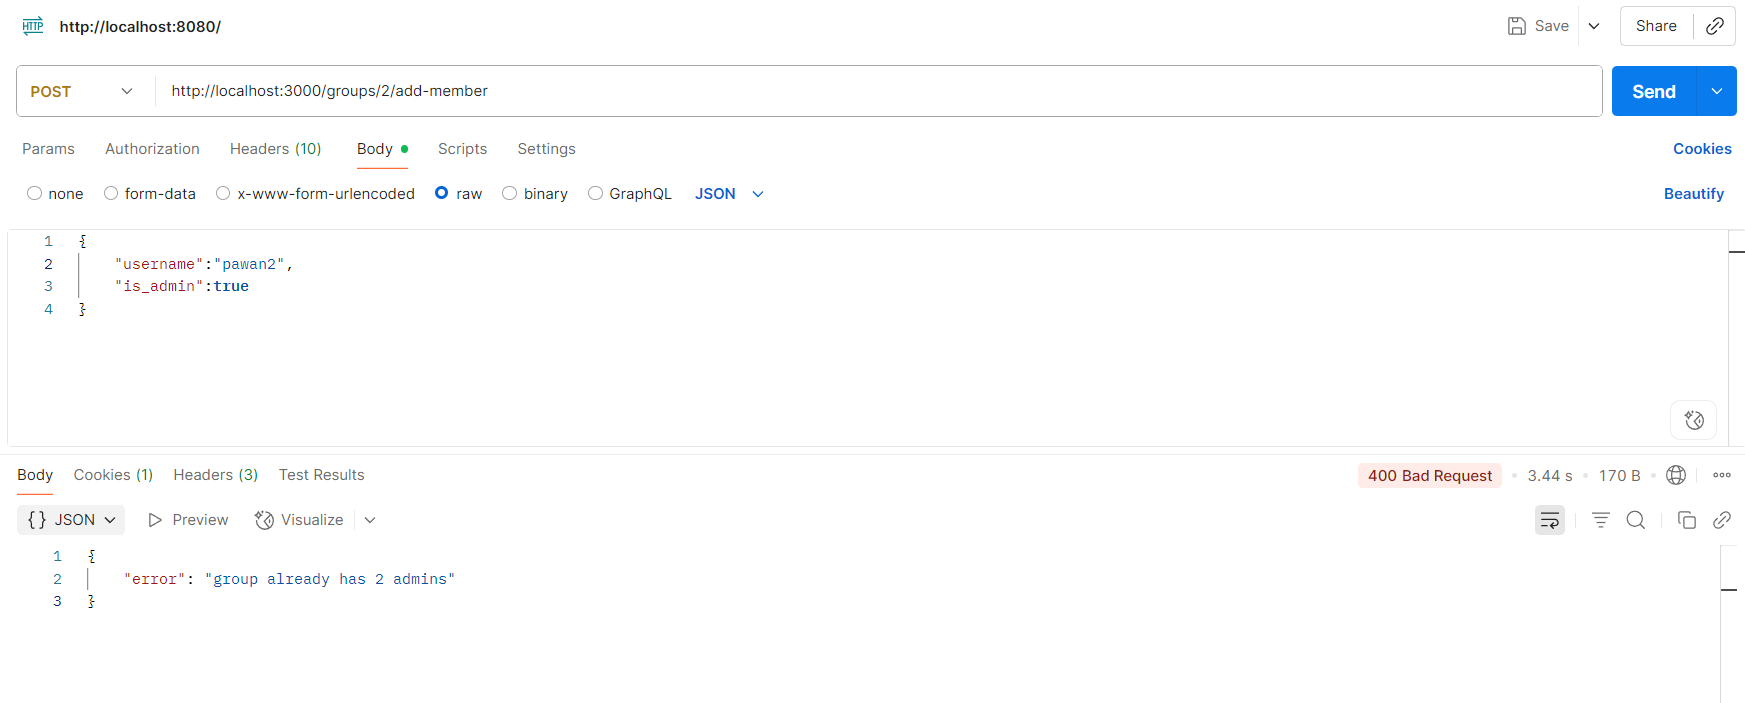 HTTP http://localhost:8080/ Save Share
POST http://localhost:3000/groups/2/add-member Send
Params Authorization Headers (10) Body Scripts Settings Cookies
none form-data x-www-form-urlencoded raw binary GraphQL JSON Beautify
1 {
2 "username":"pawan2",
3 "is_admin":true
4 }
Body Cookies (1) Headers (3) Test Results 400 Bad Request • 3.44 s • 170 B •
{} JSON Preview Visualize
1 {
2 "error": "group already has 2 admins"
3 }